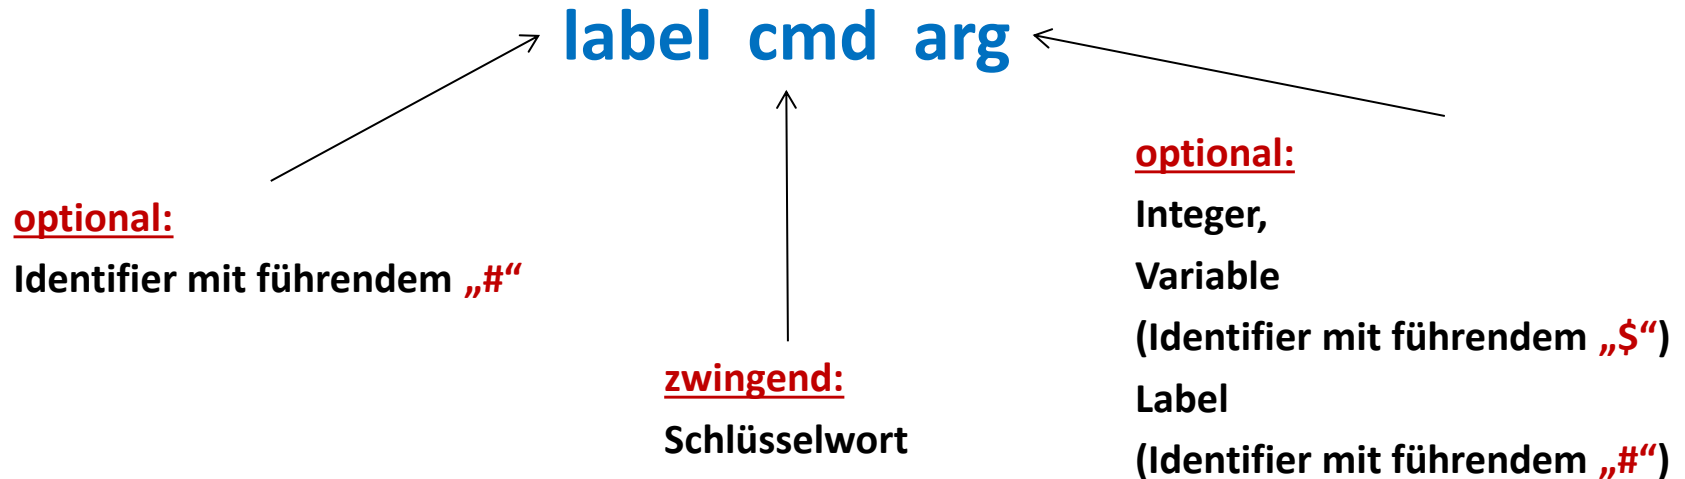 label cmd arg
optional:
Identifier mit führendem „#“
zwingend:
Schlüsselwort
optional:
Integer,
Variable
(Identifier mit führendem „$“)
Label
(Identifier mit führendem „#“)